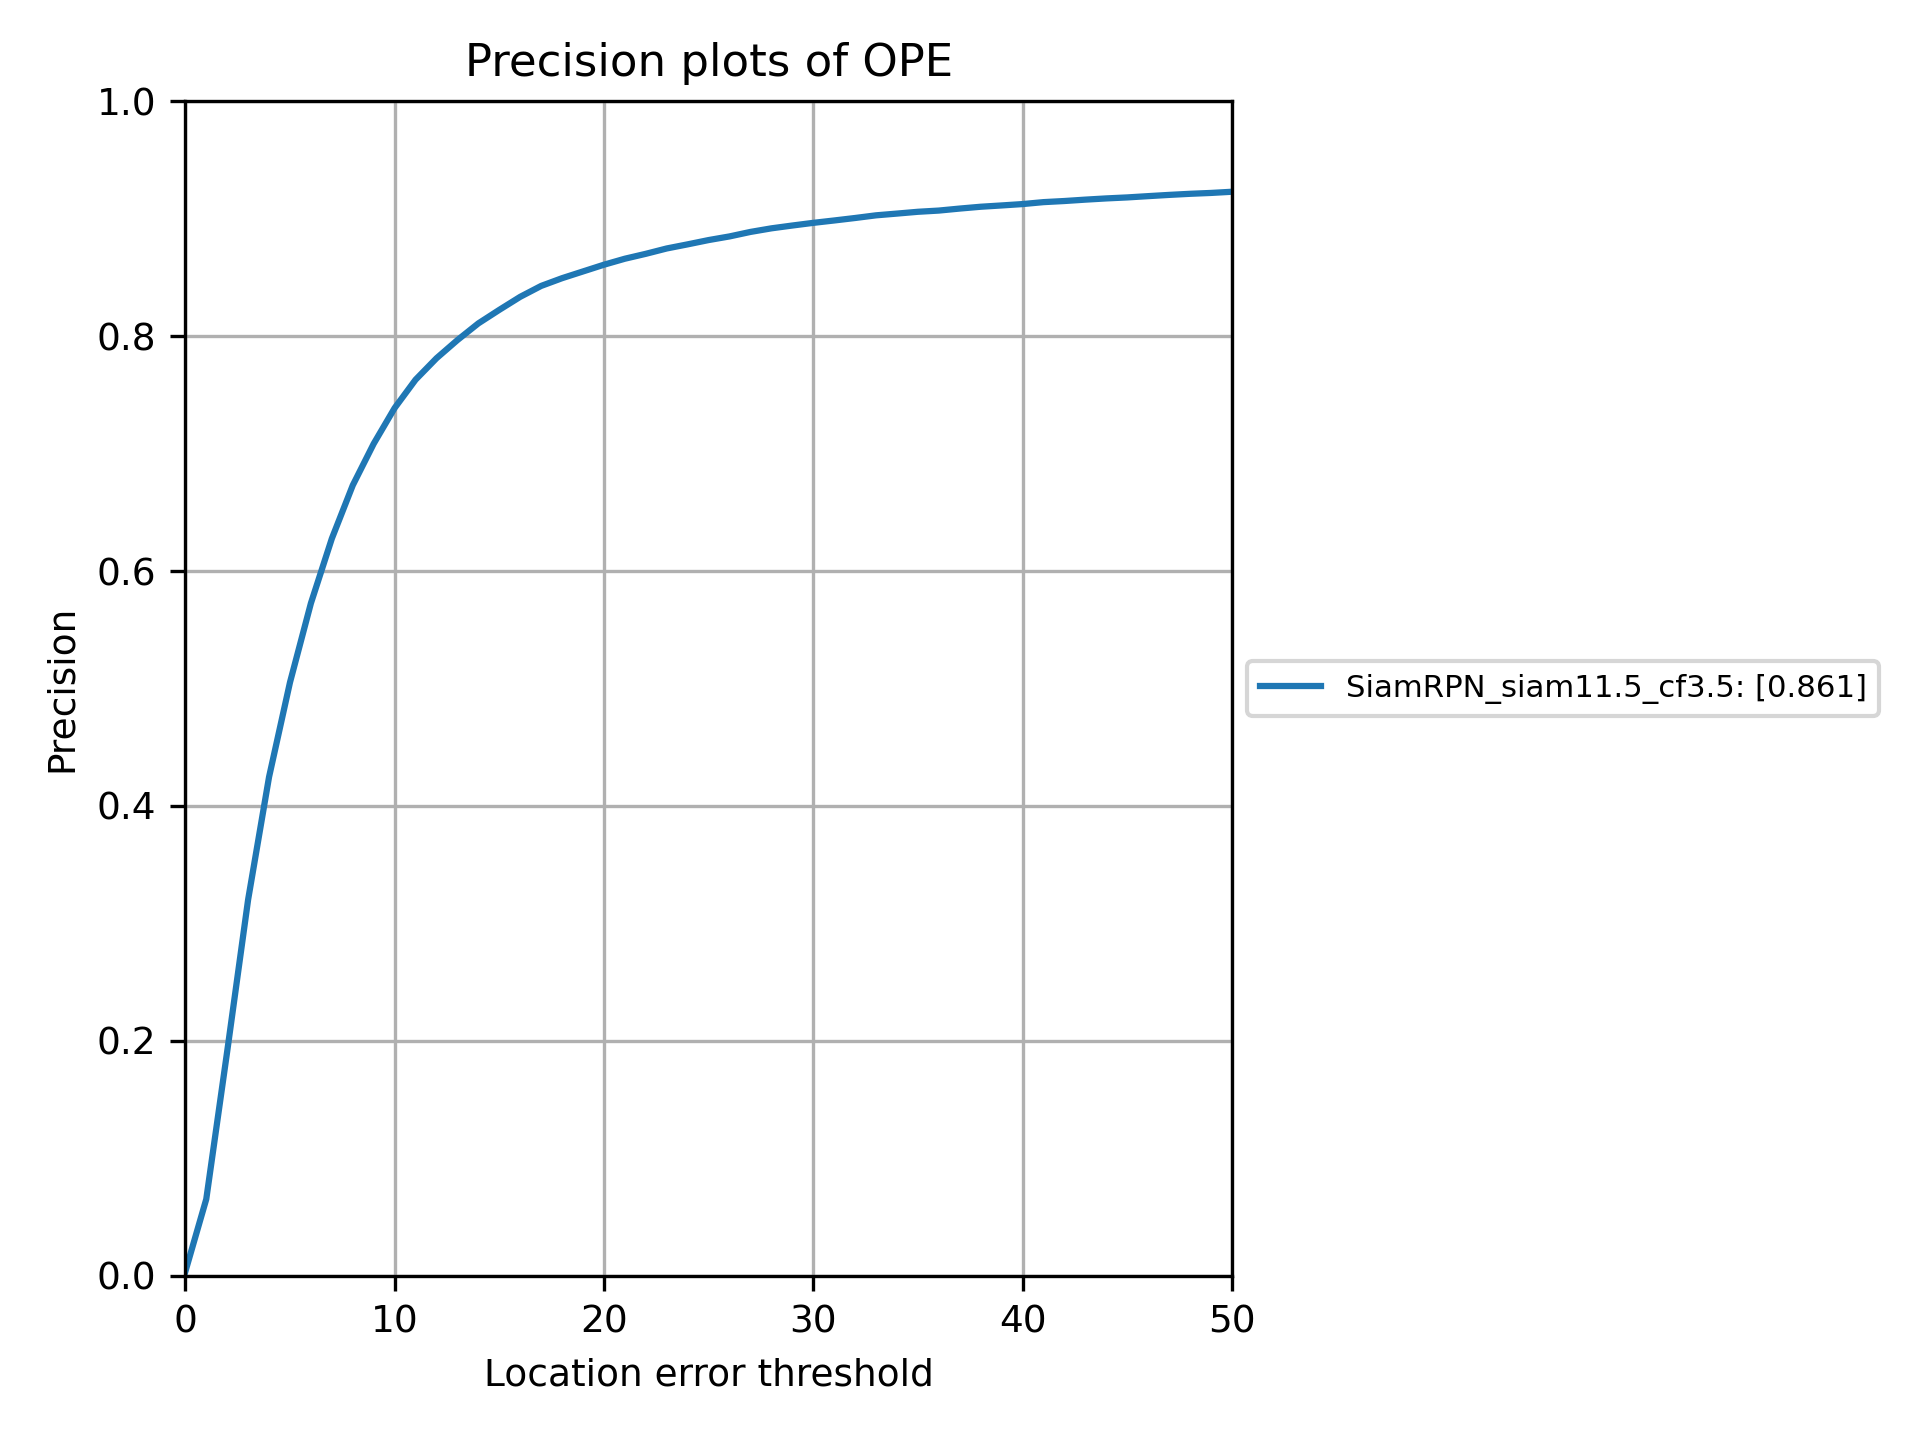 Precision plots of OPE
1.0
0.8
0.6
0.4
0.2
0.0
Precision
0 10 20 30 40 50
Location error threshold
SiamRPN_siam11.5_cf3.5: [0.861]